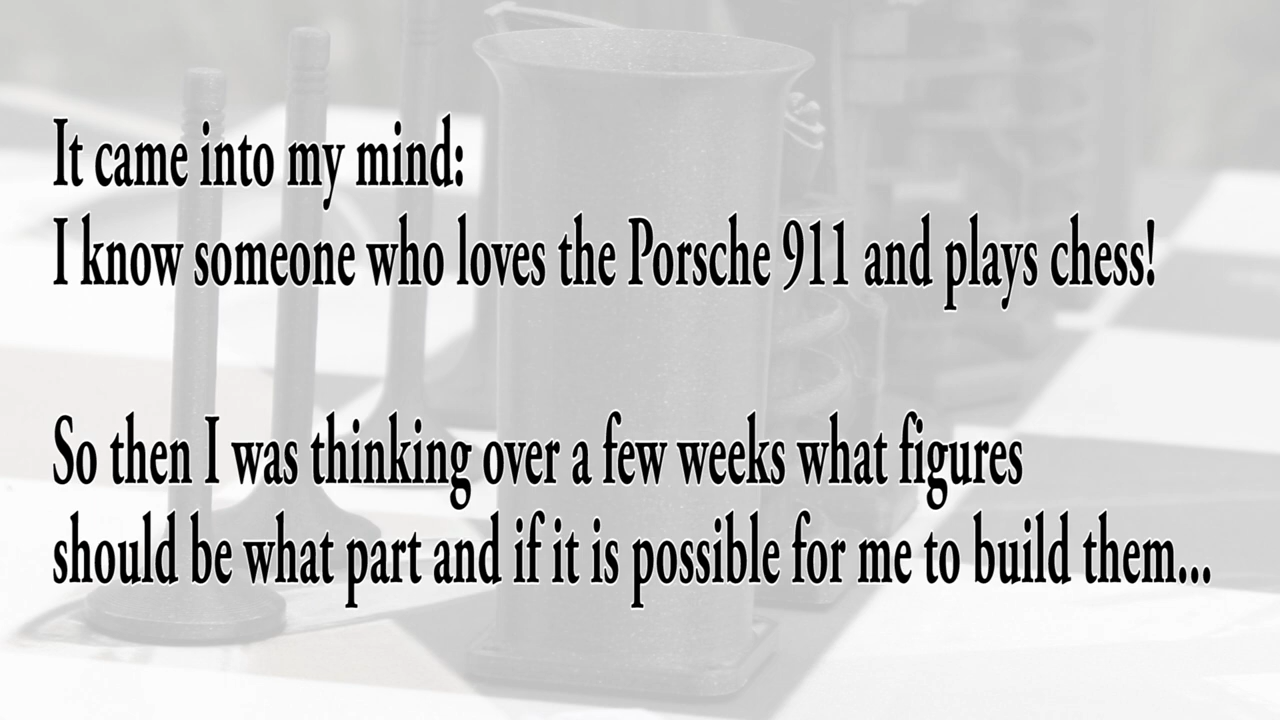 It came into my mind:
I know someone who loves the Porsche 911 and plays chess!
So then I was thinking over a few weeks what figures
should be what part and if it is possible for me to build them...